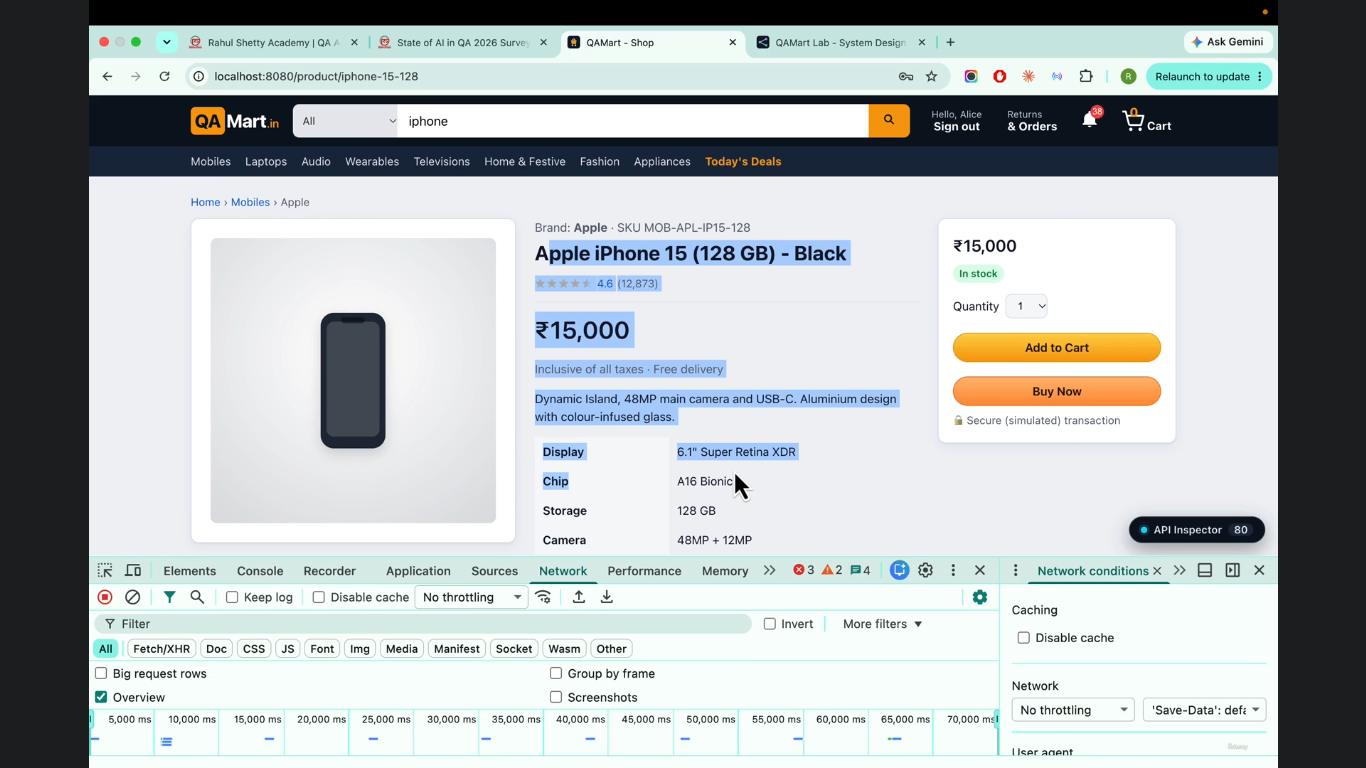 Rahul Shetty Academy | QA A
State of AI in QA 2026 Survey
QAMart - Shop
QAMart Lab - System Design
Ask Gemini
localhost:8080/product/iphone-15-128
R
Relaunch to update
QAMart.in
All
iphone
Hello, Alice
Sign out
Returns
& Orders
38
0
Cart
Mobiles
Laptops
Audio
Wearables
Televisions
Home & Festive
Fashion
Appliances
Today's Deals
Home › Mobiles › Apple
Brand: Apple · SKU MOB-APL-IP15-128
Apple iPhone 15 (128 GB) - Black
★★★★★ 4.6 (12,873)
₹15,000
Inclusive of all taxes · Free delivery
Dynamic Island, 48MP main camera and USB-C. Aluminium design
with colour-infused glass.
Display 6.1" Super Retina XDR
Chip A16 Bionic
Storage 128 GB
Camera 48MP + 12MP
₹15,000
In stock
Quantity 1
Add to Cart
Buy Now
Secure (simulated) transaction
API Inspector 80
Elements
Console
Recorder
Application
Sources
Network
Performance
Memory
3
2
4
Network conditions
Keep log
Disable cache
No throttling
Filter
Invert
More filters
All
Fetch/XHR
Doc
CSS
JS
Font
Img
Media
Manifest
Socket
Wasm
Other
Big request rows
Group by frame
Overview
Screenshots
5,000 ms
10,000 ms
15,000 ms
20,000 ms
25,000 ms
30,000 ms
35,000 ms
40,000 ms
45,000 ms
50,000 ms
55,000 ms
60,000 ms
65,000 ms
70,000 ms
Caching
Disable cache
Network
No throttling
'Save-Data': defa
User agent